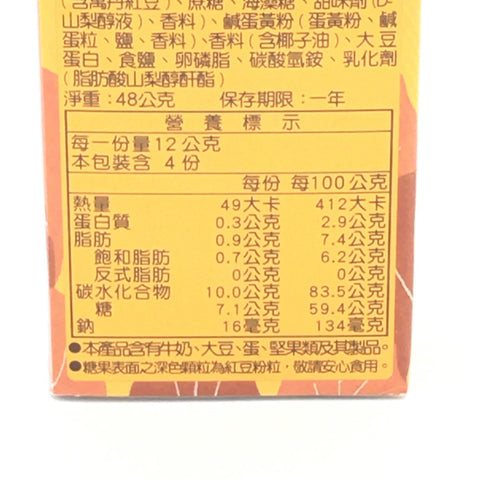 （含萬丹紅豆）、蔗糖、海藻糖、甜味劑（D-
山梨醇液）、香料）、鹹蛋黃粉（蛋黃粉、鹹
蛋粒、鹽、香料）、香料（含椰子油）、大豆
蛋白、食鹽、卵磷脂、碳酸氫銨、乳化劑
（脂肪酸山梨醇酐酯）
淨重：48公克 保存期限：一年
營養標示
每一份量12公克
本包裝含 4份
每份 每100公克
熱量 49大卡 412大卡
蛋白質 0.3公克 2.9公克
脂肪 0.9公克 7.4公克
飽和脂肪 0.7公克 6.2公克
反式脂肪 0公克 0公克
碳水化合物 10.0公克 83.5公克
糖 7.1公克 59.4公克
鈉 16毫克 134毫克
●本產品含有牛奶、大豆、蛋、堅果類及其製品。
●糖果表面之深色顆粒為紅豆粉粒，敬請安心食用。